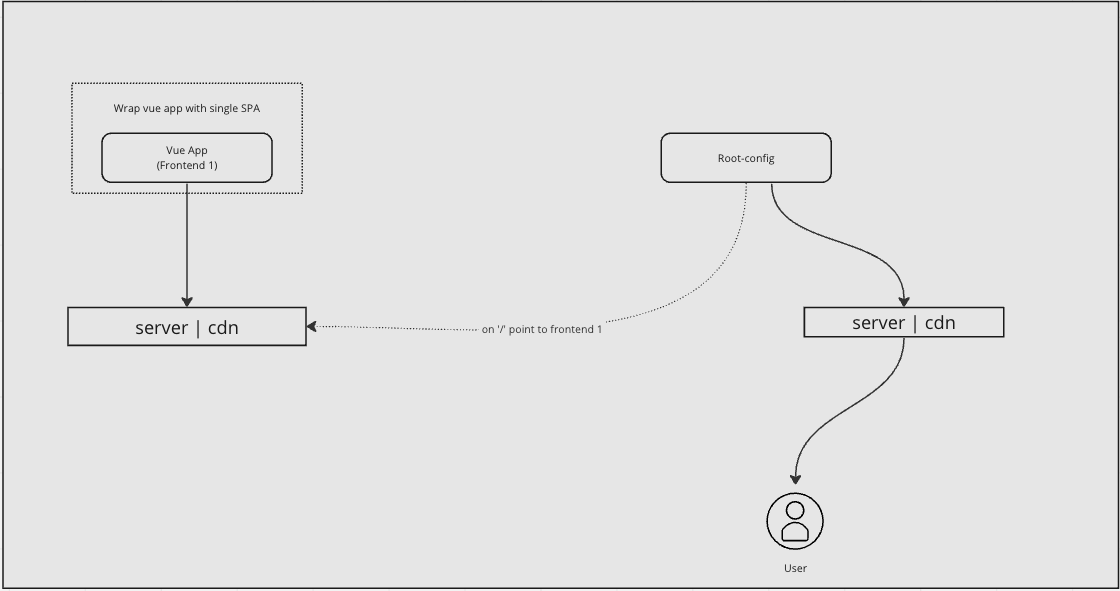 Wrap vue app with single SPA
Vue App
(Frontend 1)
Root-config
server | cdn
on '/' point to frontend 1
server | cdn
User